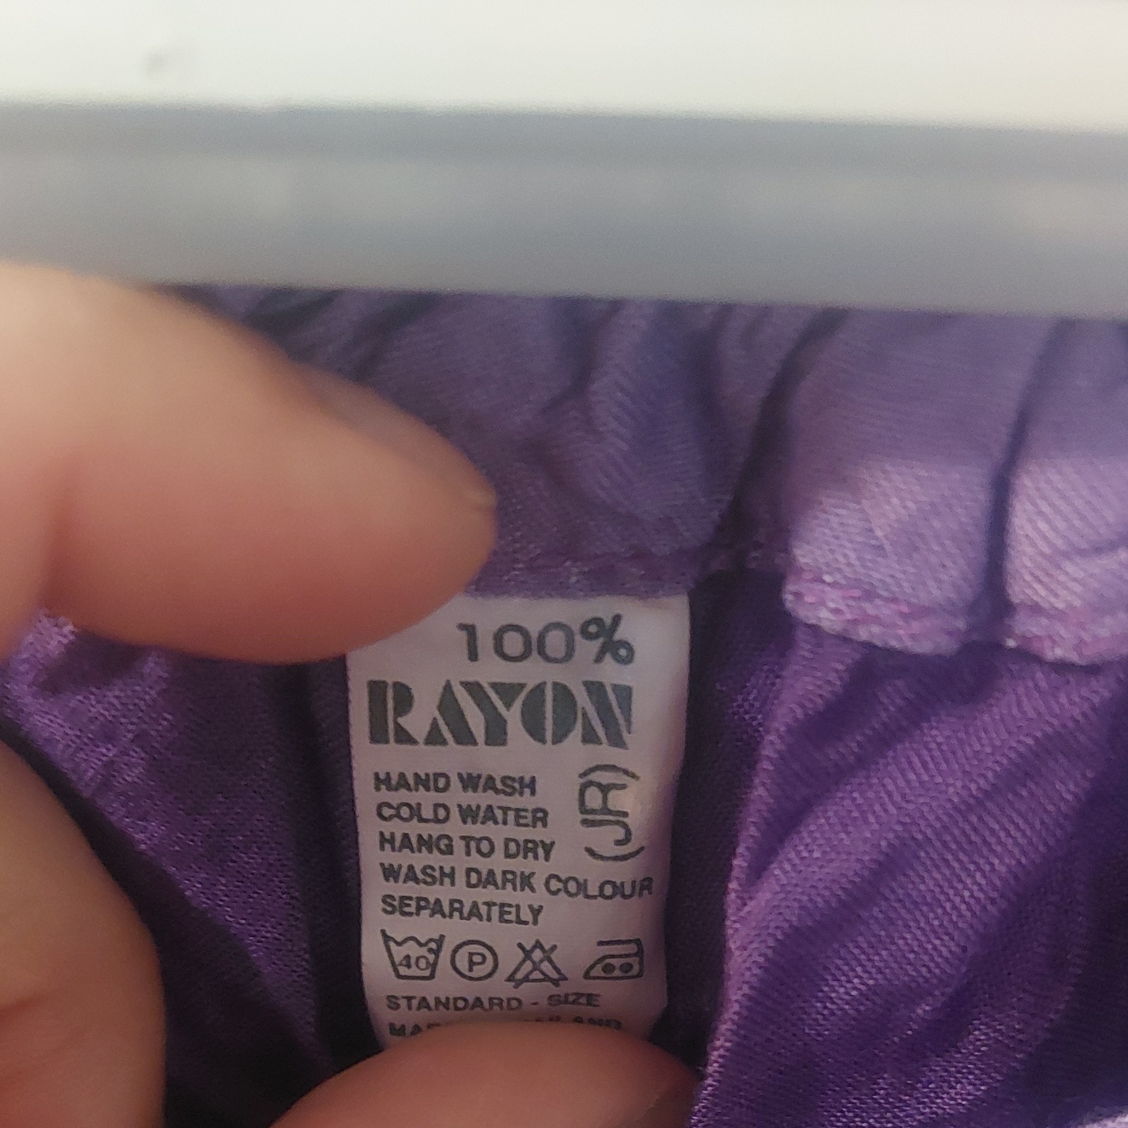 100%
RAYON
HAND WASH
COLD WATER
HANG TO DRY
WASH DARK COLOUR
SEPARATELY
(JR)
40 P
STANDARD - SIZE